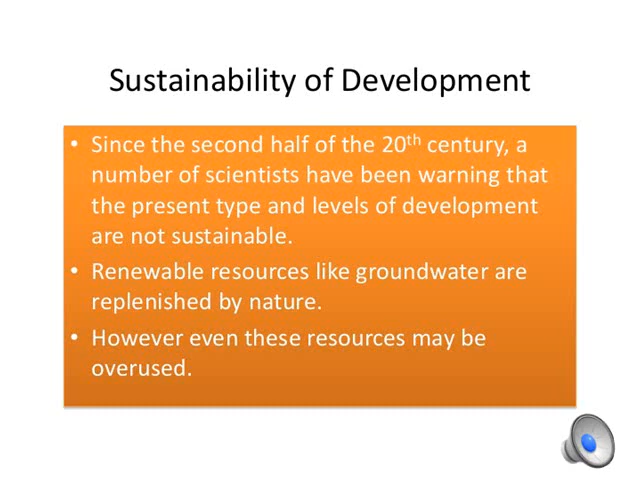 Sustainability of Development
• Since the second half of the 20th century, a
number of scientists have been warning that
the present type and levels of development
are not sustainable.
• Renewable resources like groundwater are
replenished by nature.
• However even these resources may be
overused.